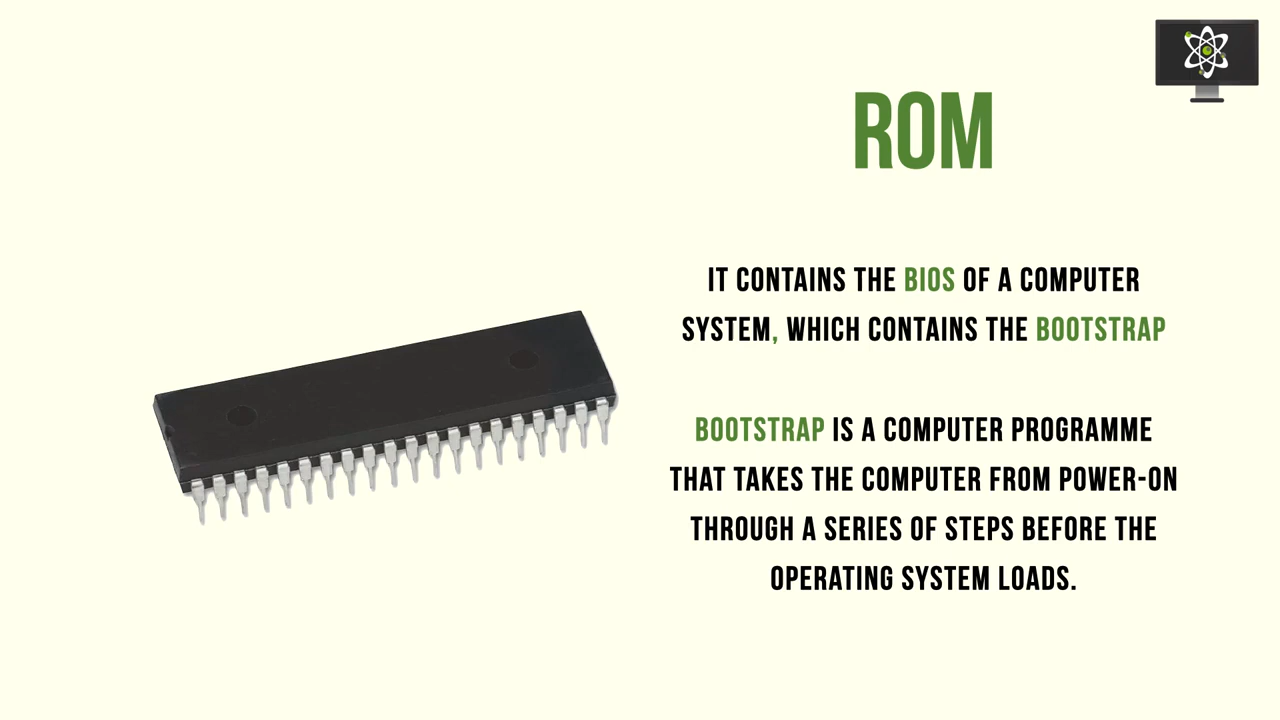 ROM
IT CONTAINS THE BIOS OF A COMPUTER
SYSTEM, WHICH CONTAINS THE BOOTSTRAP
BOOTSTRAP IS A COMPUTER PROGRAMME
THAT TAKES THE COMPUTER FROM POWER-ON
THROUGH A SERIES OF STEPS BEFORE THE
OPERATING SYSTEM LOADS.